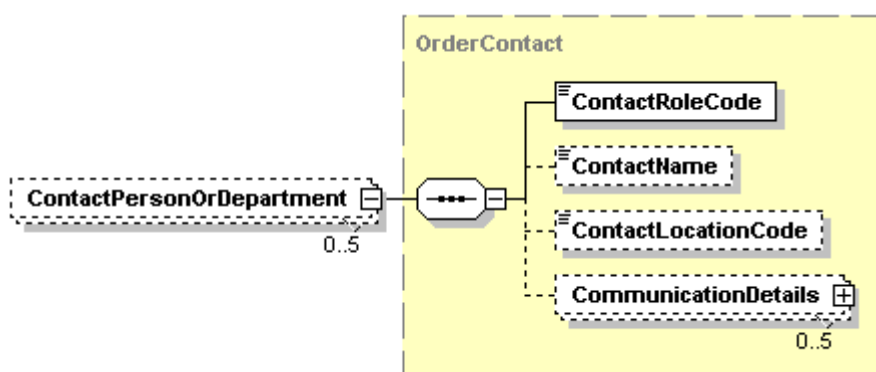 OrderContact
ContactRoleCode
ContactName
ContactPersonOrDepartment
0..5
ContactLocationCode
CommunicationDetails
0..5